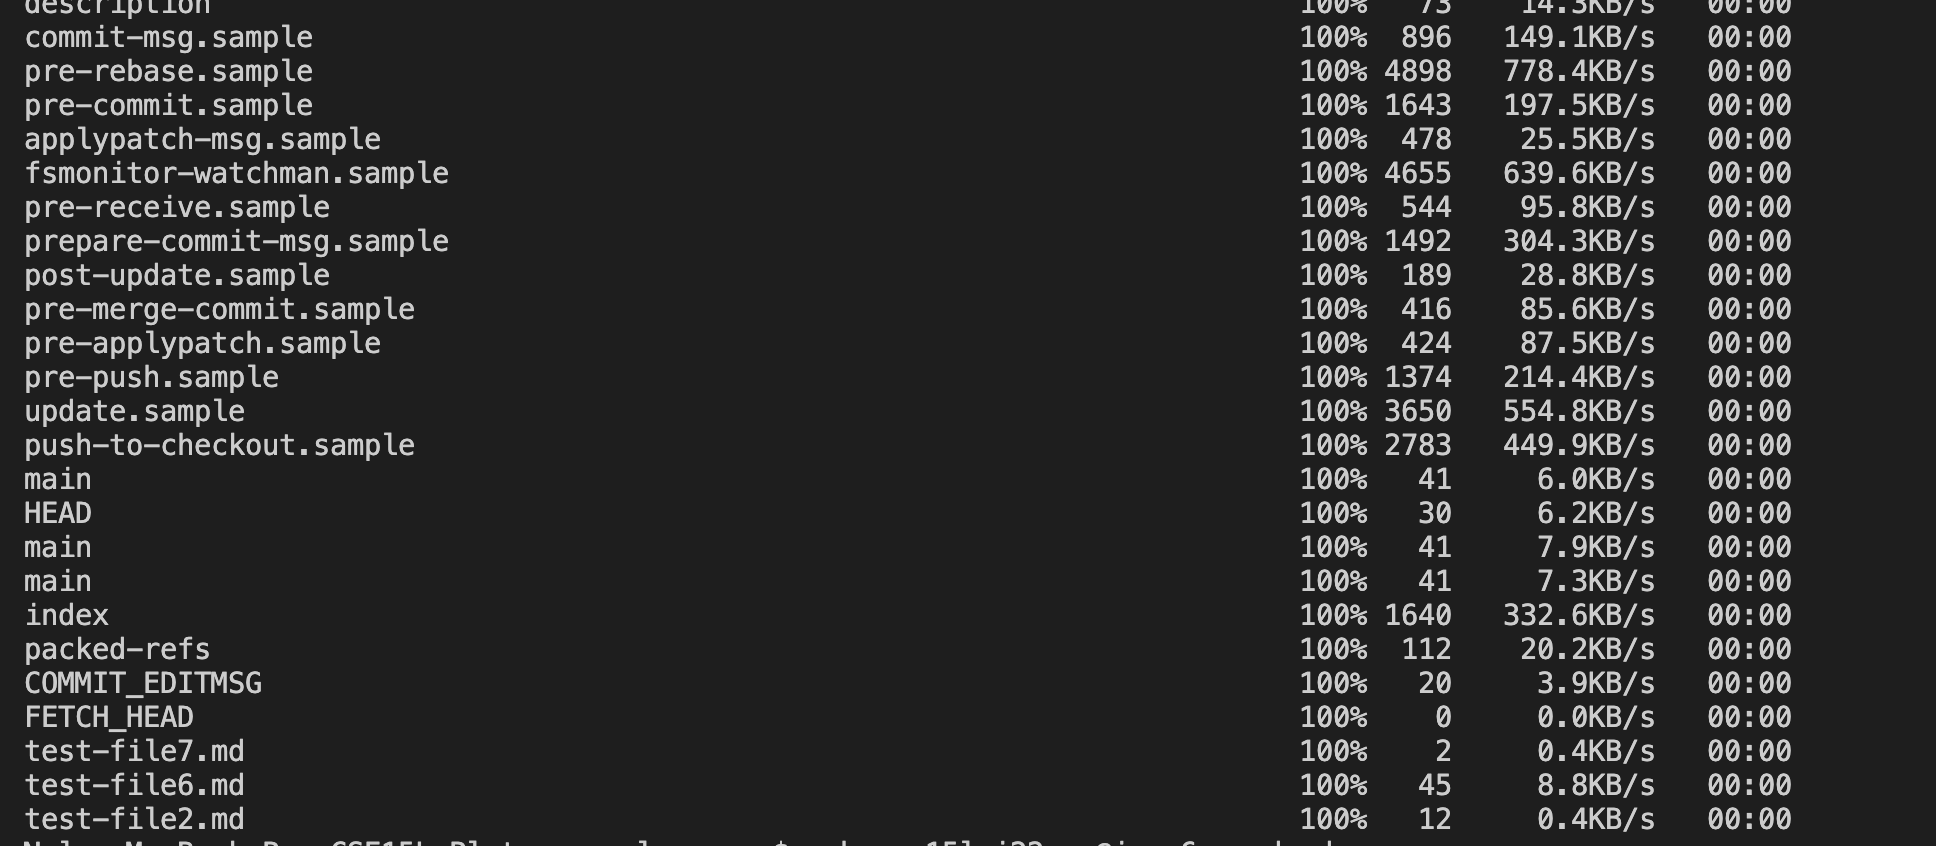 description 100% 73 14.3KB/s 00:00
commit-msg.sample 100% 896 149.1KB/s 00:00
pre-rebase.sample 100% 4898 778.4KB/s 00:00
pre-commit.sample 100% 1643 197.5KB/s 00:00
applypatch-msg.sample 100% 478 25.5KB/s 00:00
fsmonitor-watchman.sample 100% 4655 639.6KB/s 00:00
pre-receive.sample 100% 544 95.8KB/s 00:00
prepare-commit-msg.sample 100% 1492 304.3KB/s 00:00
post-update.sample 100% 189 28.8KB/s 00:00
pre-merge-commit.sample 100% 416 85.6KB/s 00:00
pre-applypatch.sample 100% 424 87.5KB/s 00:00
pre-push.sample 100% 1374 214.4KB/s 00:00
update.sample 100% 3650 554.8KB/s 00:00
push-to-checkout.sample 100% 2783 449.9KB/s 00:00
main 100% 41 6.0KB/s 00:00
HEAD 100% 30 6.2KB/s 00:00
main 100% 41 7.9KB/s 00:00
main 100% 41 7.3KB/s 00:00
index 100% 1640 332.6KB/s 00:00
packed-refs 100% 112 20.2KB/s 00:00
COMMIT_EDITMSG 100% 20 3.9KB/s 00:00
FETCH_HEAD 100% 0 0.0KB/s 00:00
test-file7.md 100% 2 0.4KB/s 00:00
test-file6.md 100% 45 8.8KB/s 00:00
test-file2.md 100% 12 0.4KB/s 00:00